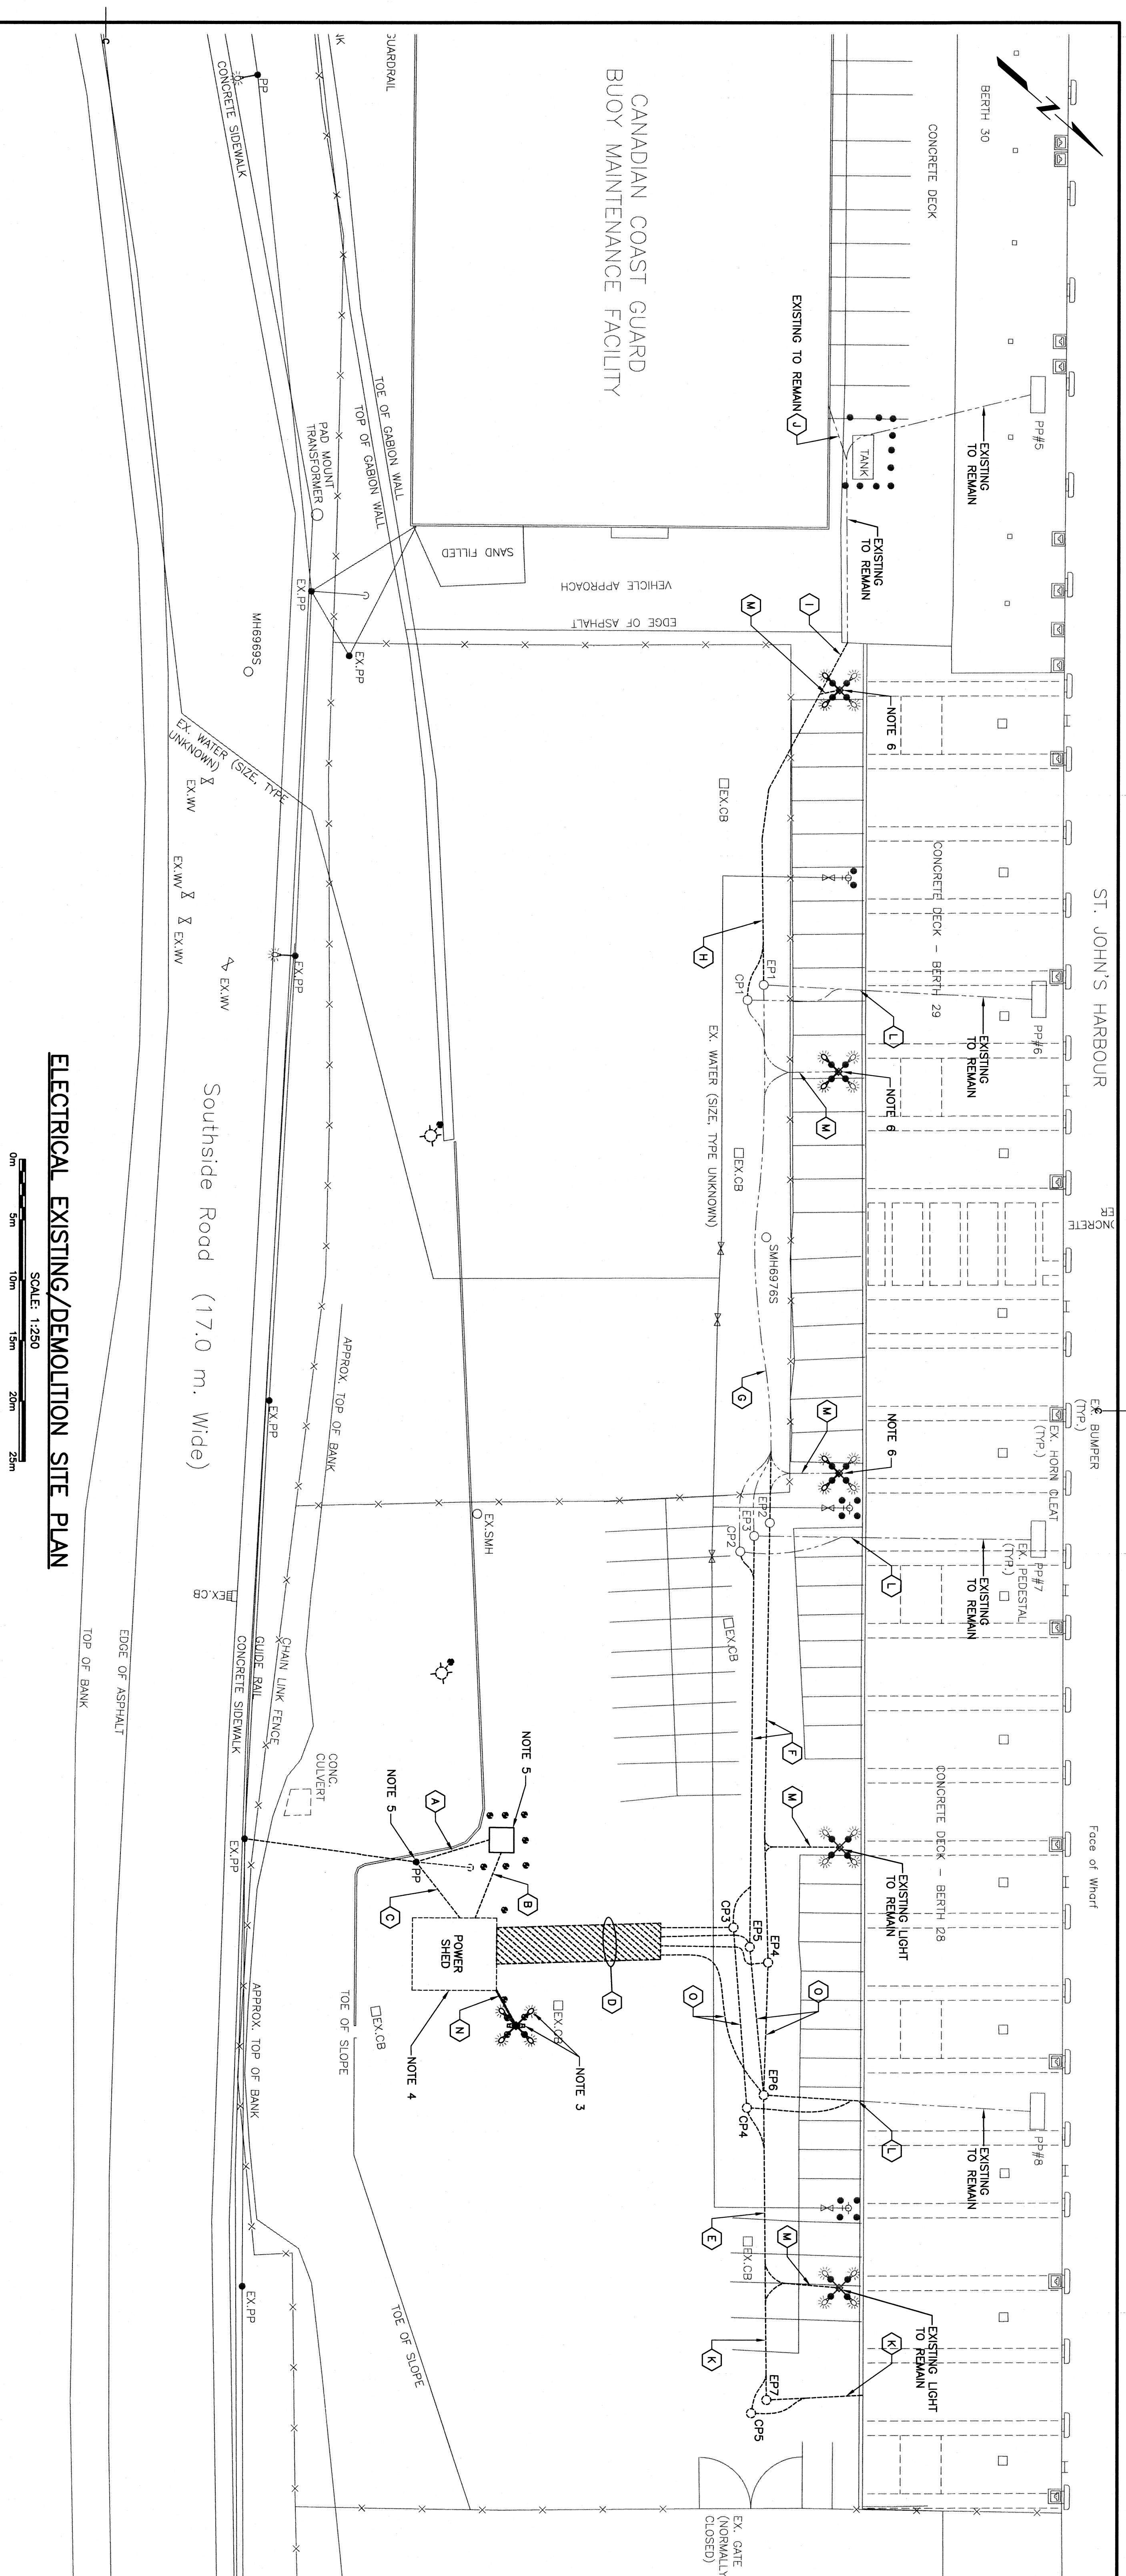 ST. JOHN'S HARBOUR
Face of Wharf
BERTH 30
CONCRETE DECK
CANADIAN COAST GUARD
BUOY MAINTENANCE FACILITY
GUARDRAIL
PP
CONCRETE SIDEWALK
EXISTING TO REMAIN
J
TANK
PP#5
EXISTING
TO REMAIN
EXISTING
TO REMAIN
TOE OF GABION WALL
TOP OF GABION WALL
PAD MOUNT
TRANSFORMER
SAND FILLED
VEHICLE APPROACH
EDGE OF ASPHALT
EX.PP
EX.PP
MH6969S
I
M
NOTE 6
EX. WATER (SIZE, TYPE
UNKNOWN)
EX.WV
EX.WV
EX.WV
EX.WV
EX.CB
CONCRETE DECK - BERTH 29
H
EP1
CP1
L
PP#6
EXISTING
TO REMAIN
NOTE 6
M
EX.PP
EX. WATER (SIZE, TYPE UNKNOWN)
EX.CB
SMH6976S
G
M
NOTE 6
EX. BUMPER
(TYP.)
EX. HORN CLEAT
(TYP.)
EX. PEDESTAL
(TYP.)
PP#7
EXISTING
TO REMAIN
EP2
EP3
CP2
L
EX.PP
APPROX. TOP OF BANK
EX.SMH
EX.CB
EX.CB
Southside Road (17.0 m. Wide)
CHAIN LINK FENCE
GUIDE RAIL
CONCRETE SIDEWALK
EDGE OF ASPHALT
TOP OF BANK
CONC.
CULVERT
NOTE 5
NOTE 5
A
B
C
PP
EX.PP
F
M
CONCRETE DECK - BERTH 28
EXISTING LIGHT
TO REMAIN
CP3
EP5
EP4
POWER
SHED
D
N
NOTE 4
NOTE 3
O
O
EX.CB
EX.CB
TOE OF SLOPE
APPROX. TOP OF BANK
EP6
CP4
L
PP#8
EXISTING
TO REMAIN
E
M
EX.CB
EX.PP
TOE OF SLOPE
K
K
EXISTING LIGHT
TO REMAIN
EP7
CP5
EX. GATE
(NORMALLY
CLOSED)
ELECTRICAL EXISTING/DEMOLITION SITE PLAN
SCALE: 1:250
0m 5m 10m 15m 20m 25m